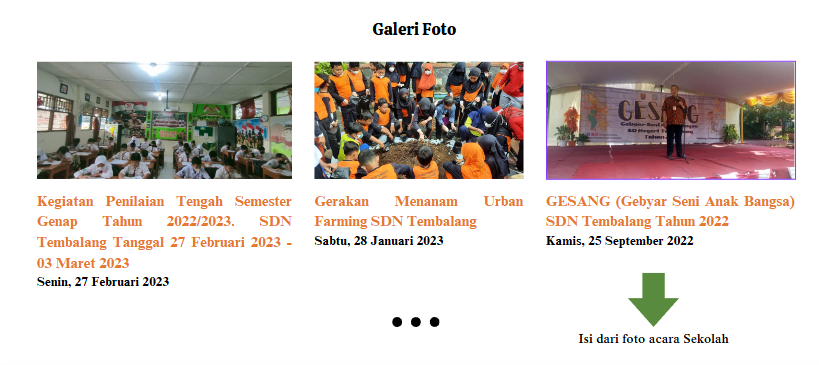 Galeri Foto
GESANG
Kegiatan Penilaian Tengah Semester
Genap Tahun 2022/2023. SDN
Tembalang Tanggal 27 Februari 2023 -
03 Maret 2023
Senin, 27 Februari 2023
Gerakan Menanam Urban
Farming SDN Tembalang
Sabtu, 28 Januari 2023
GESANG (Gebyar Seni Anak Bangsa)
SDN Tembalang Tahun 2022
Kamis, 25 September 2022
Isi dari foto acara Sekolah